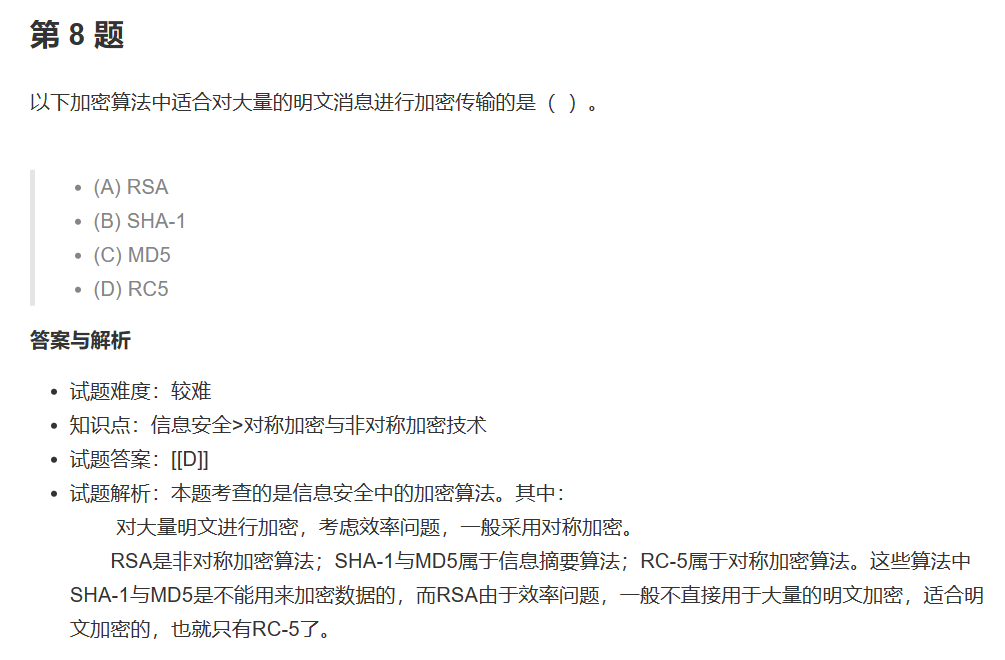 第 8 题
以下加密算法中适合对大量的明文消息进行加密传输的是（ ）。
(A) RSA
(B) SHA-1
(C) MD5
(D) RC5
答案与解析
试题难度：较难
知识点：信息安全>对称加密与非对称加密技术
试题答案：[[D]]
试题解析：本题考查的是信息安全中的加密算法。其中：
对大量明文进行加密，考虑效率问题，一般采用对称加密。
RSA是非对称加密算法；SHA-1与MD5属于信息摘要算法；RC-5属于对称加密算法。这些算法中
SHA-1与MD5是不能用来加密数据的，而RSA由于效率问题，一般不直接用于大量的明文加密，适合明
文加密的，也就只有RC-5了。